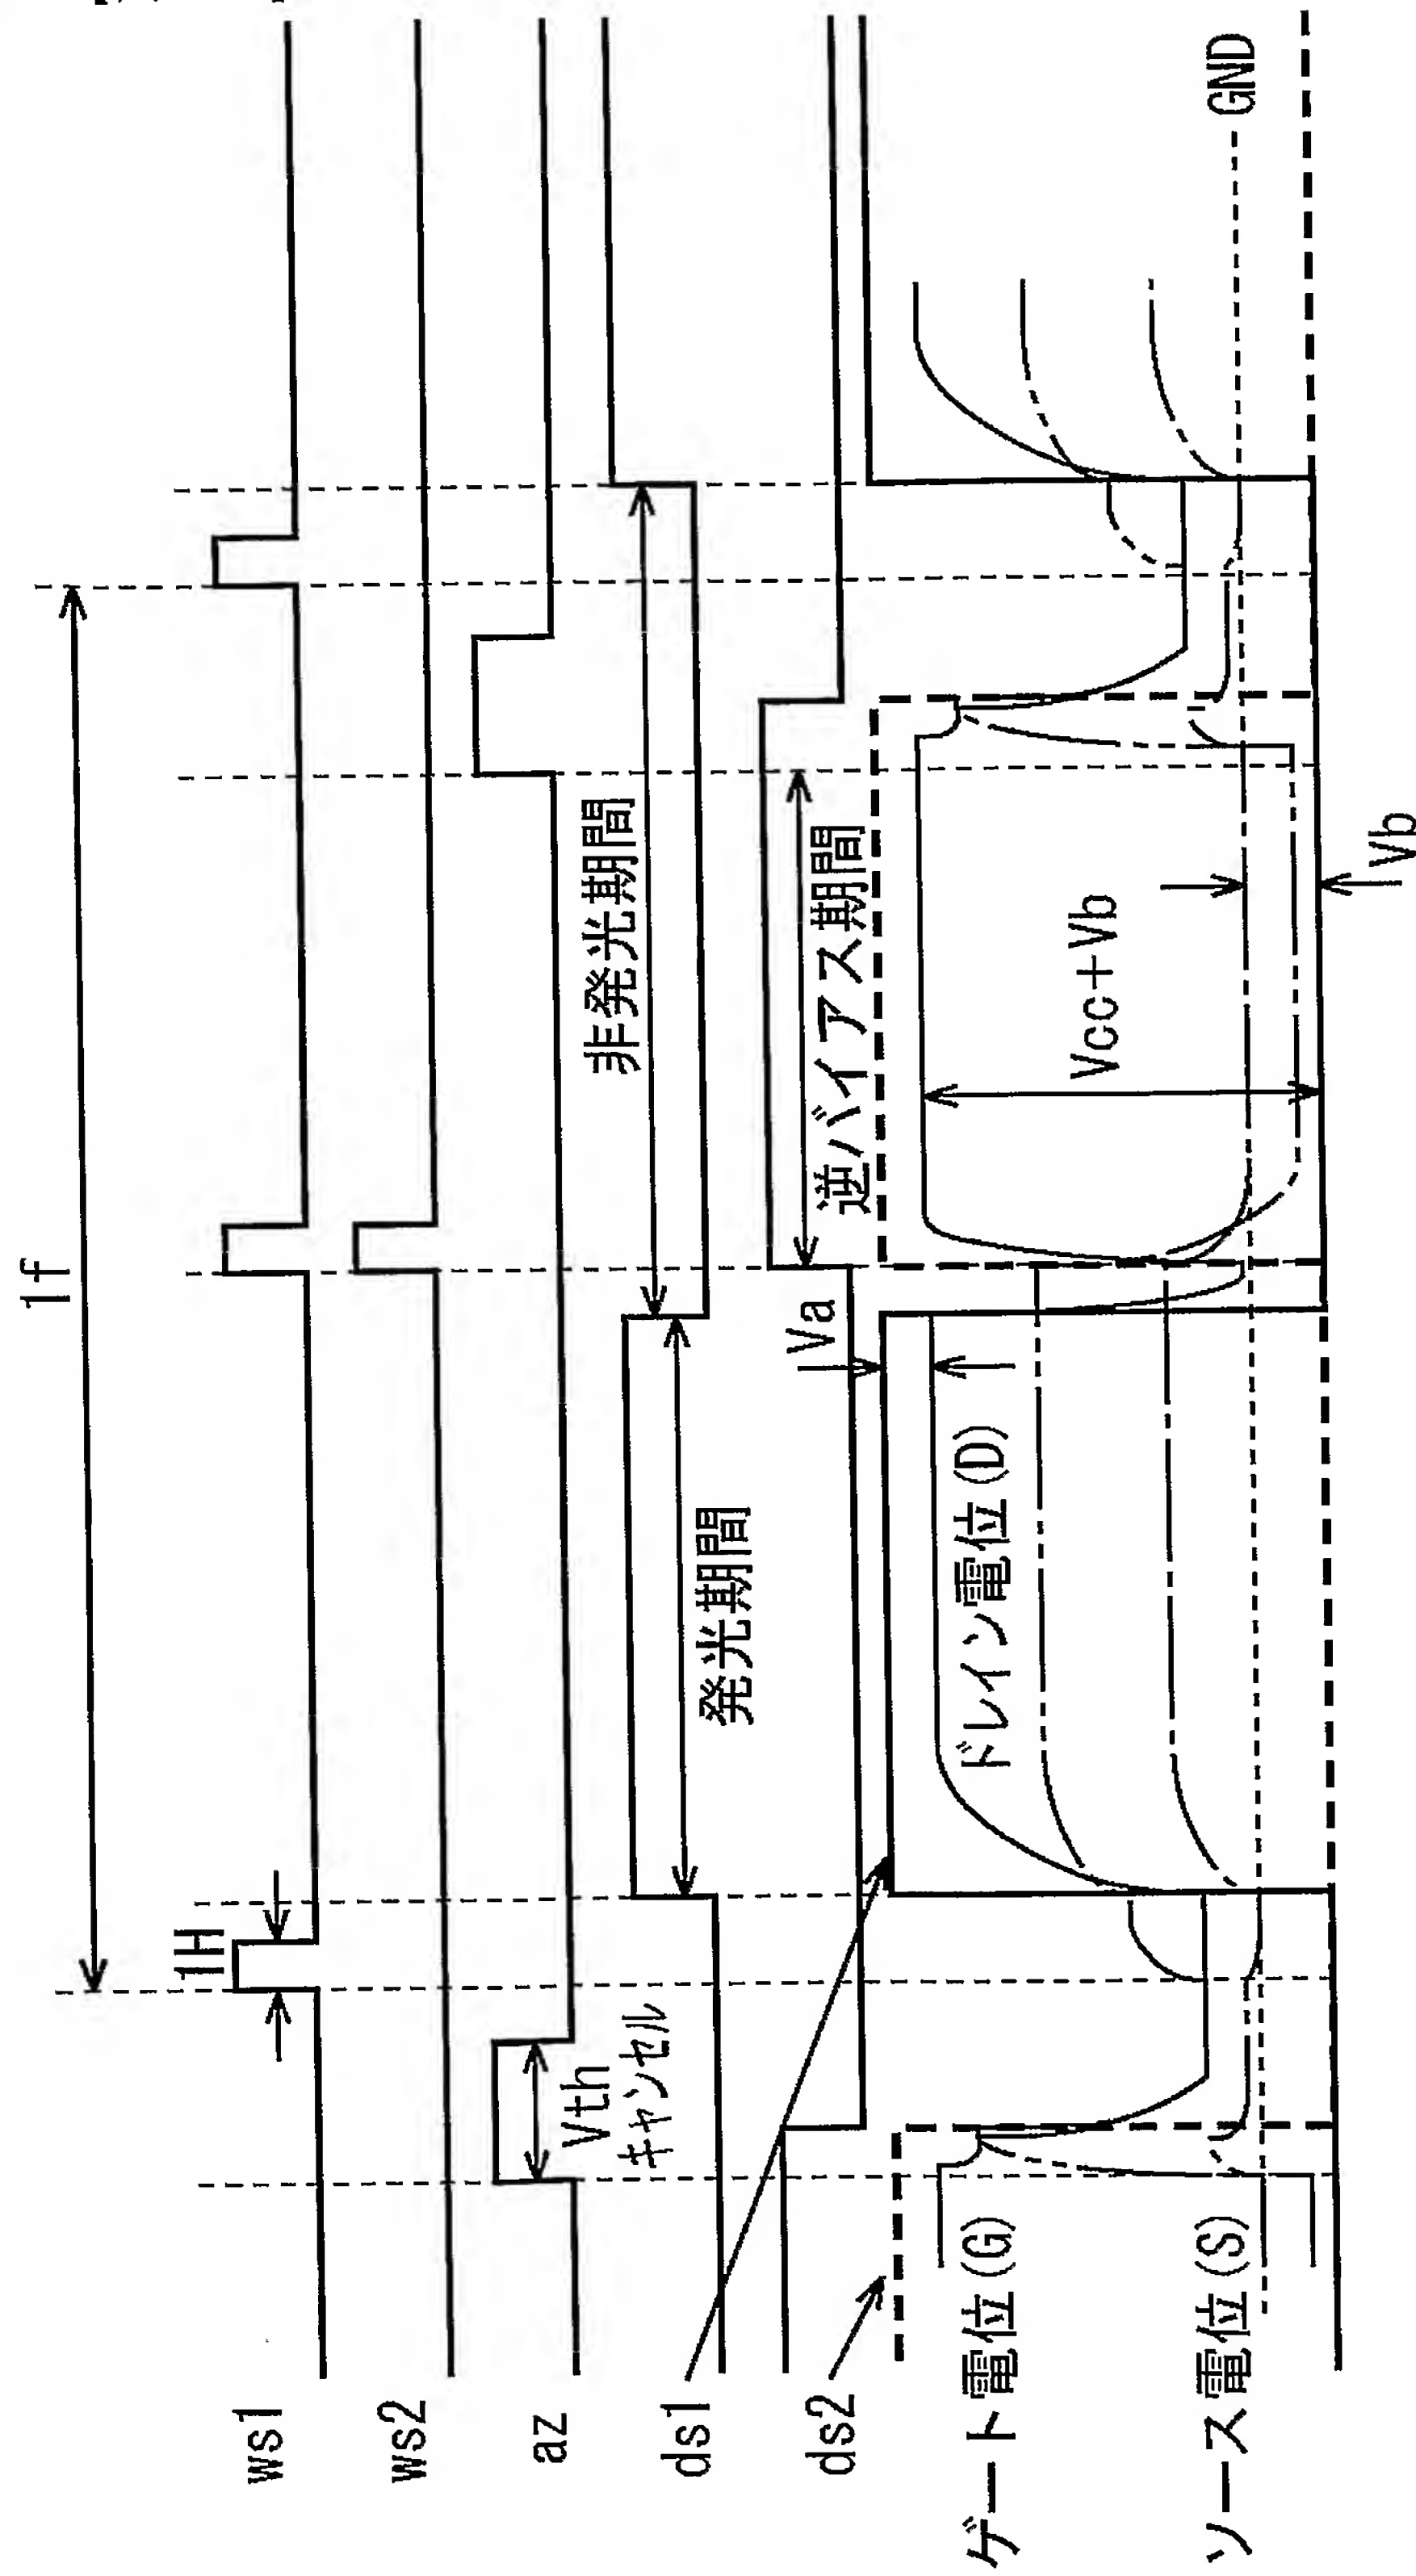 1f
1H
ws1
ws2
az
Vth
キャンセル
ds1
発光期間
非発光期間
ds2
Va
逆バイアス期間
ゲート電位(G)
ドレイン電位(D)
Vcc+Vb
ソース電位(S)
GND
Vb